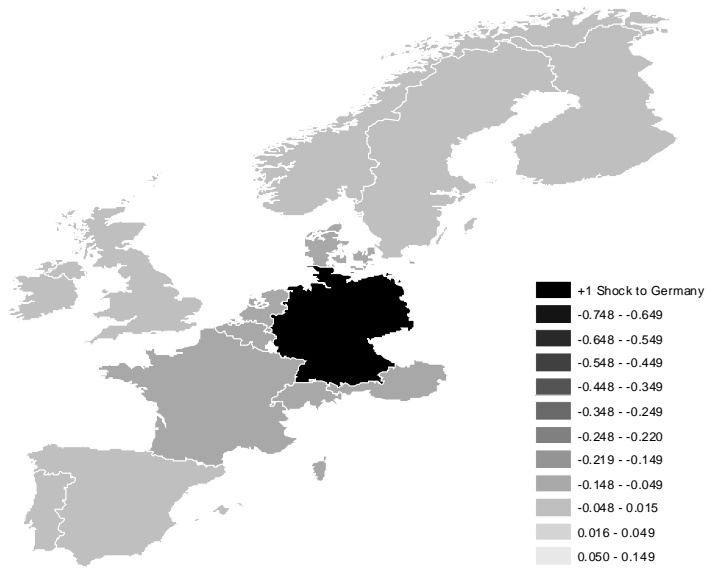 +1 Shock to Germany
-0.748 - -0.649
-0.648 - -0.549
-0.548 - -0.449
-0.448 - -0.349
-0.348 - -0.249
-0.248 - -0.220
-0.219 - -0.149
-0.148 - -0.049
-0.048 - 0.015
0.016 - 0.049
0.050 - 0.149